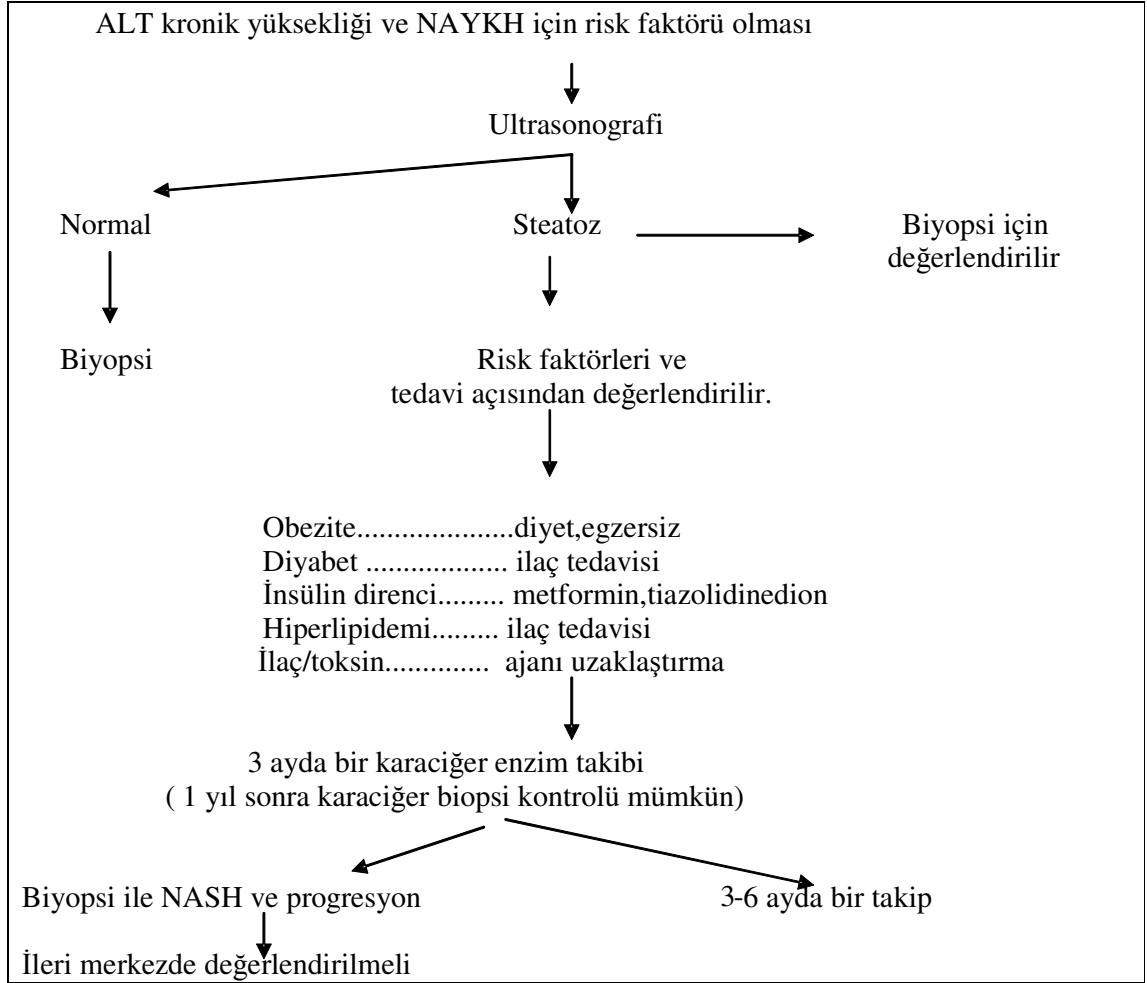 ALT kronik yüksekliği ve NAYKH için risk faktörü olması
Ultrasonografi
Normal
Steatoz
Biyopsi için
değerlendirilir
Biyopsi
Risk faktörleri ve
tedavi açısından değerlendirilir.
Obezite.....................diyet,egzersiz
Diyabet ................... ilaç tedavisi
İnsülin direnci......... metformin,tiazolidinedion
Hiperlipidemi......... ilaç tedavisi
İlaç/toksin.............. ajanı uzaklaştırma
3 ayda bir karaciğer enzim takibi
( 1 yıl sonra karaciğer biopsi kontrolü mümkün)
Biyopsi ile NASH ve progresyon
3-6 ayda bir takip
İleri merkezde değerlendirilmeli